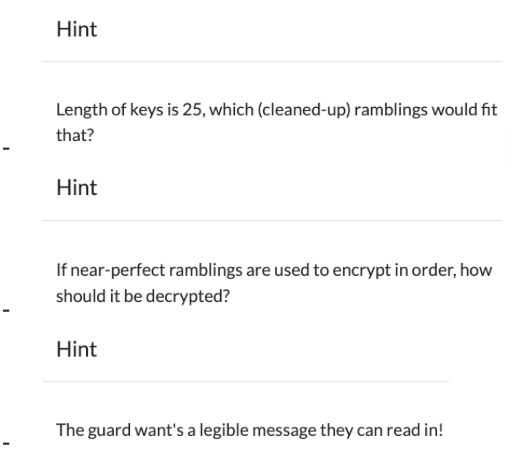 Hint
Length of keys is 25, which (cleaned-up) ramblings would fit
that?
-
Hint
If near-perfect ramblings are used to encrypt in order, how
should it be decrypted?
-
Hint
The guard want's a legible message they can read in!
-